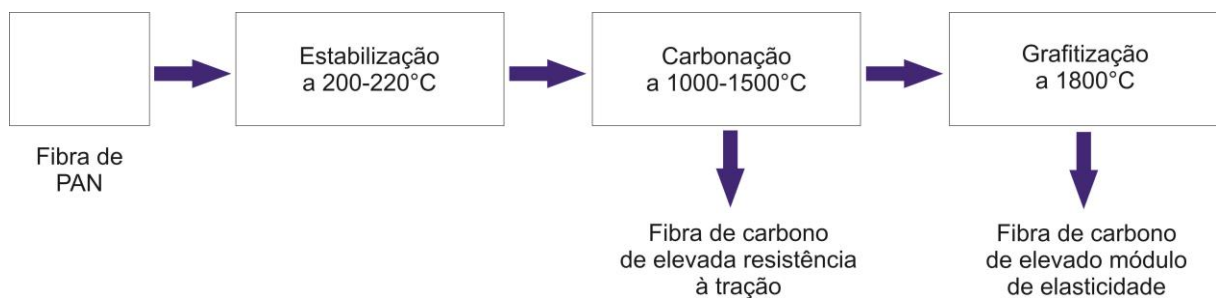 Estabilização
a 200-220°C
Carbonação
a 1000-1500°C
Grafitização
a 1800°C
Fibra de
PAN
Fibra de carbono
de elevada resistência
à tração
Fibra de carbono
de elevado módulo
de elasticidade